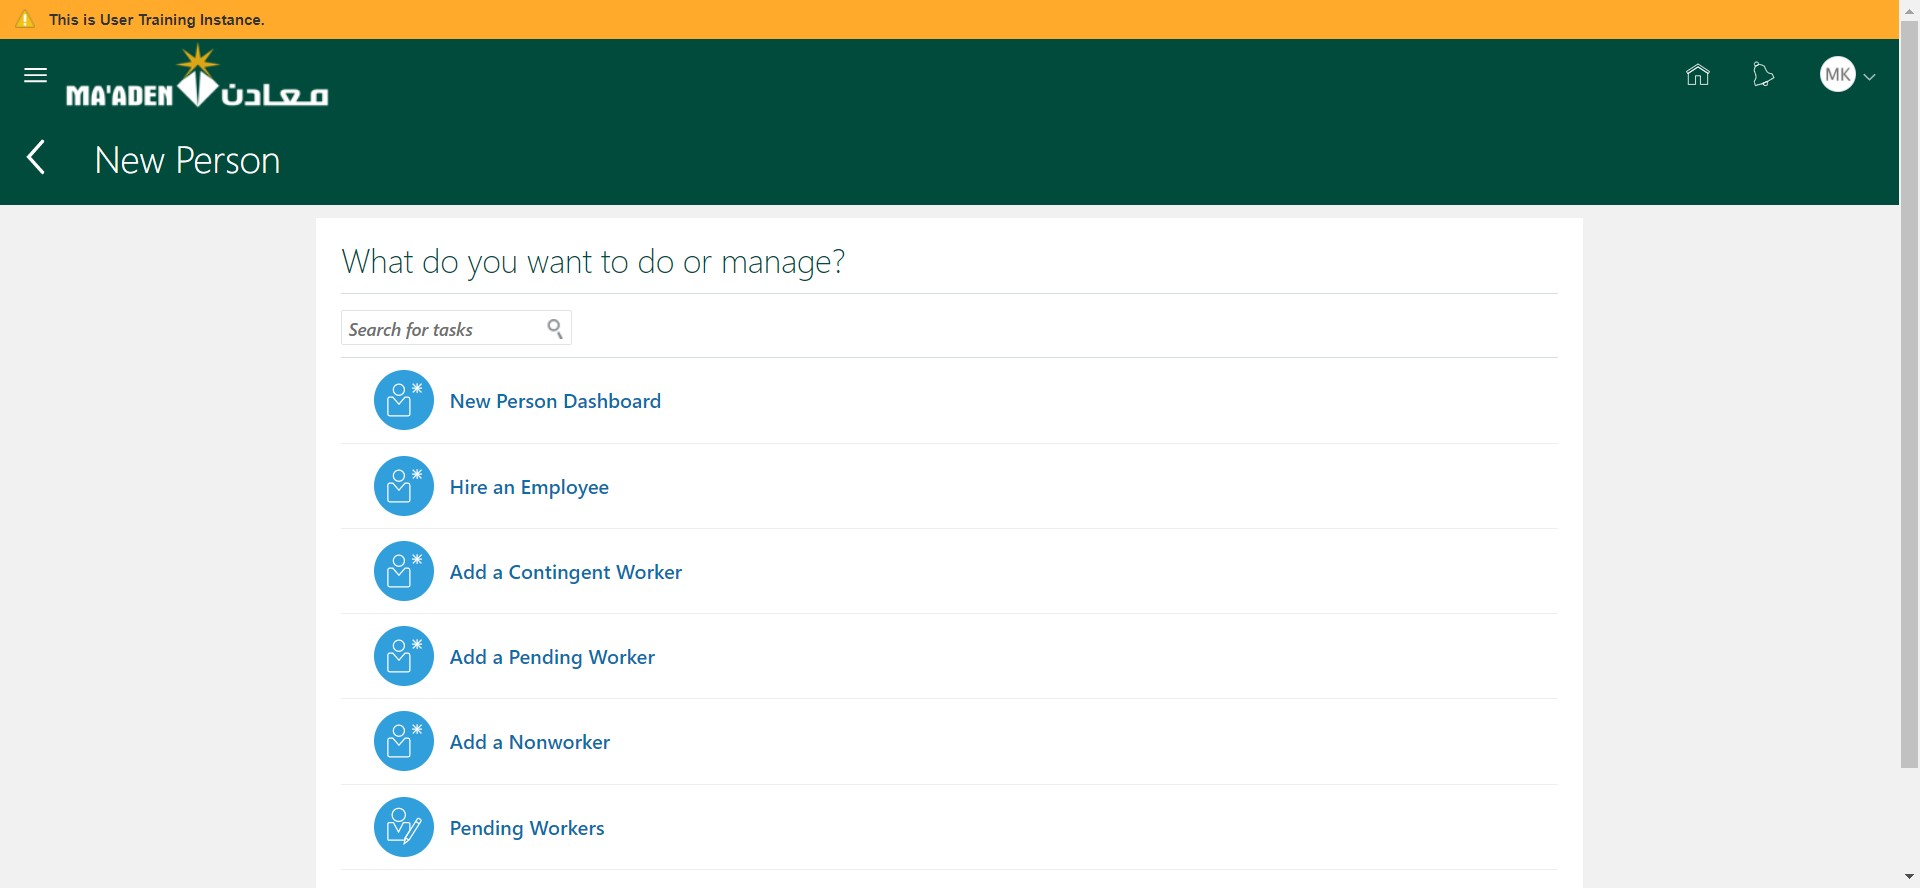 This is User Training Instance.
MA'ADEN معادن
MK
New Person
What do you want to do or manage?
Search for tasks
New Person Dashboard
Hire an Employee
Add a Contingent Worker
Add a Pending Worker
Add a Nonworker
Pending Workers